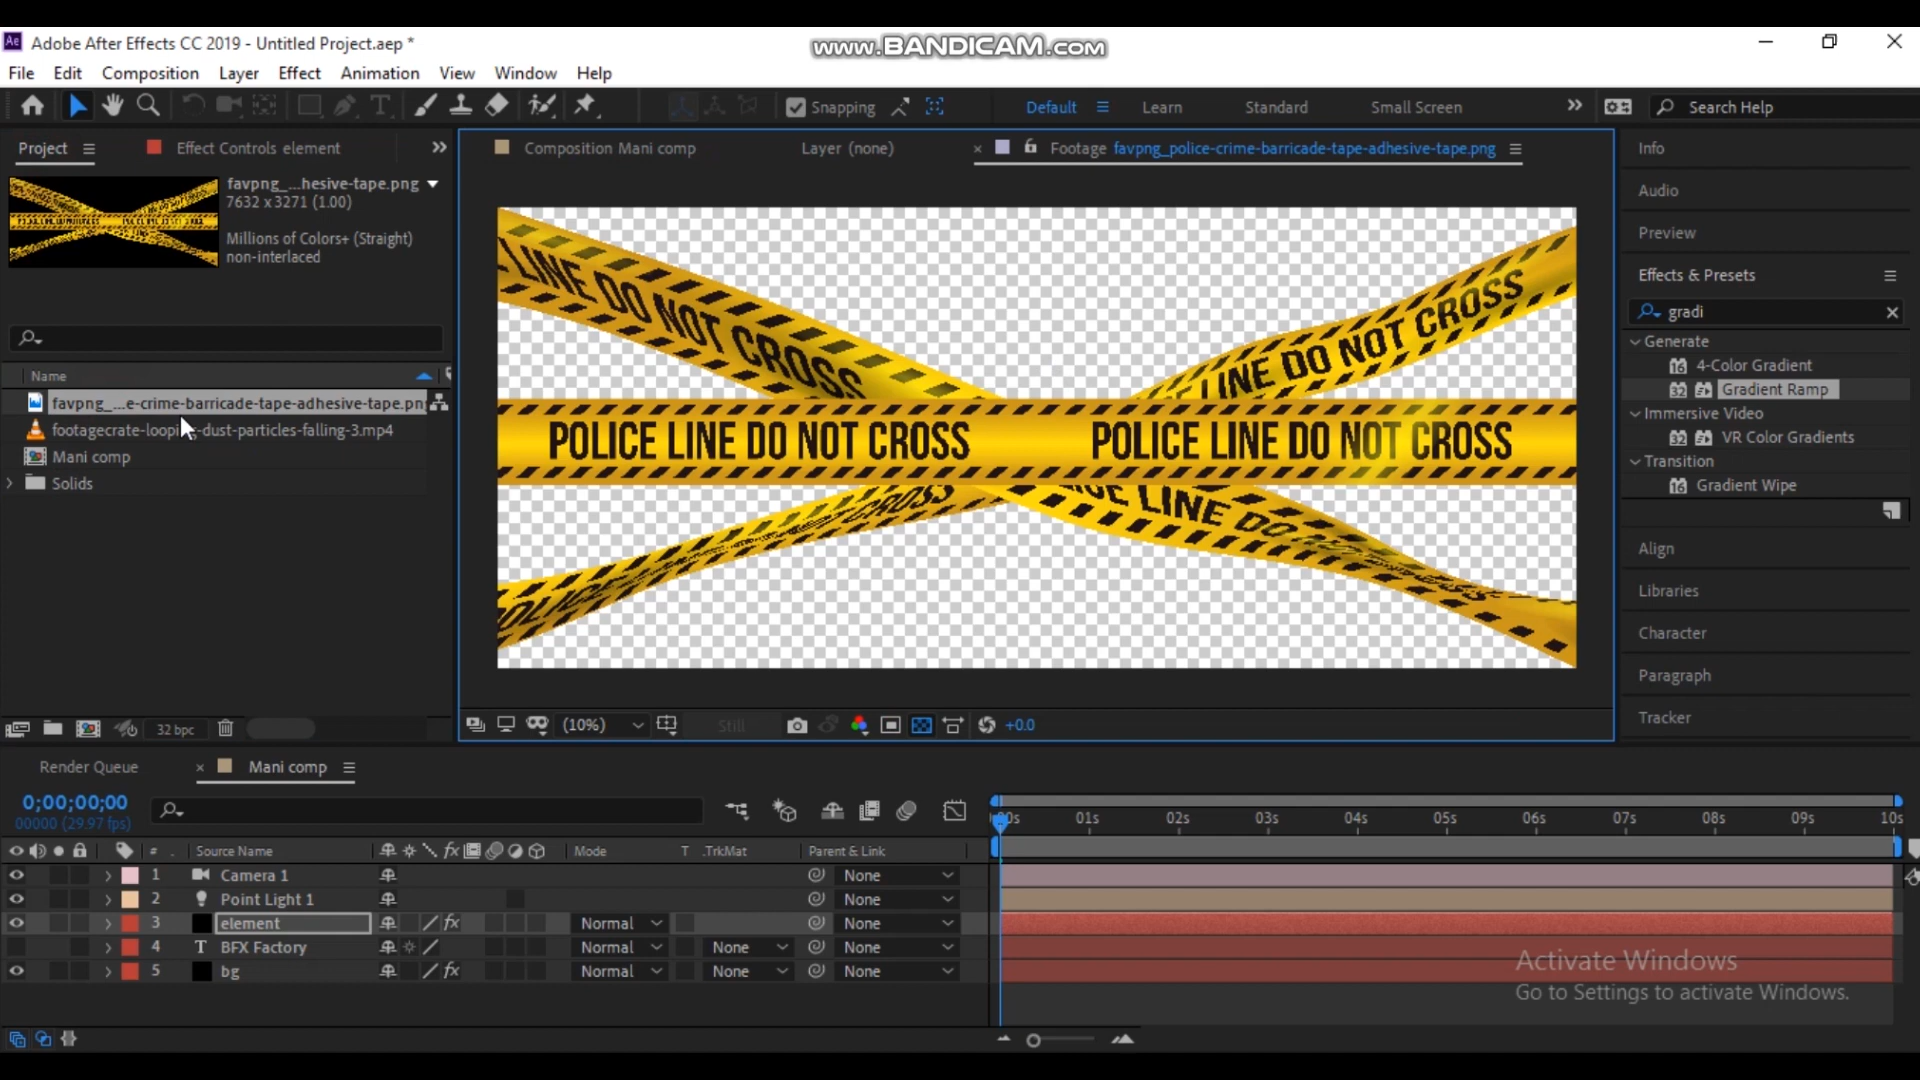 Ae Adobe After Effects CC 2019 - Untitled Project.aep *
www.BANDICAM.com
File Edit Composition Layer Effect Animation View Window Help
Snapping Default Learn Standard Small Screen Search Help
Project Effect Controls element
Composition Mani comp Layer (none) Footage favpng_police-crime-barricade-tape-adhesive-tape.png
Info
favpng_...hesive-tape.png
7632 x 3271 (1.00)
Millions of Colors+ (Straight)
non-interlaced
Audio
Preview
Effects & Presets
gradi
Generate
4-Color Gradient
Gradient Ramp
Immersive Video
VR Color Gradients
Transition
Gradient Wipe
Align
Libraries
Character
Paragraph
Tracker
Name
favpng_...e-crime-barricade-tape-adhesive-tape.pn
footagecrate-loopi
-dust-particles-falling-3.mp4
Mani comp
Solids
LINE DO NOT CROSS
LINE DO NOT CROSS
POLICE LINE DO NOT CROSS POLICE LINE DO NOT CROSS
CROSS
LINE DO
POLICE
32 bpc
(10%) Still +0.0
Render Queue Mani comp
0;00;00;00
00000 (29.97 fps)
00s 01s 02s 03s 04s 05s 06s 07s 08s 09s 10s
# Source Name fx Mode T .TrkMat Parent & Link
1 Camera 1 None
2 Point Light 1 None
3 element fx Normal None
4 T BFX Factory Normal None None
5 bg fx Normal None None
Activate Windows
Go to Settings to activate Windows.